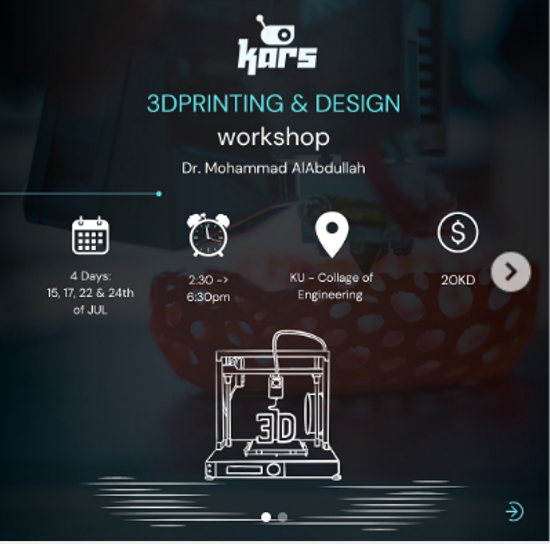 kars
3DPRINTING & DESIGN
workshop
Dr. Mohammad AlAbdullah
4 Days:
15, 17, 22 & 24th
of JUL
2:30 ->
6:30pm
KU - Collage of
Engineering
$
20KD
3D